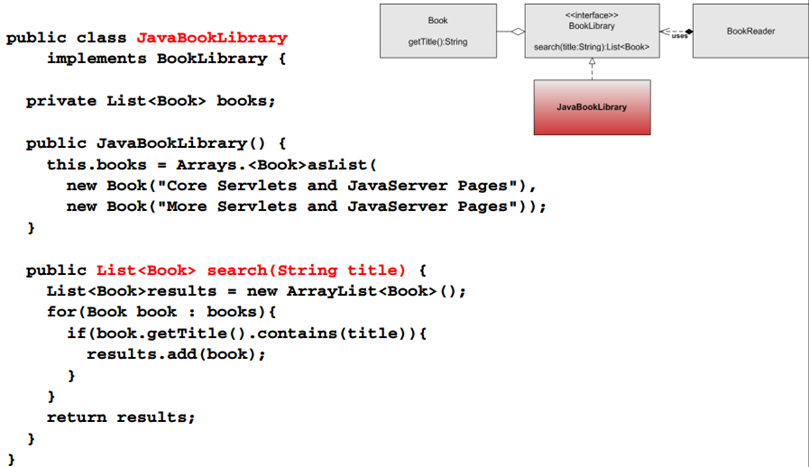 public class JavaBookLibrary
implements BookLibrary {
private List<Book> books;
public JavaBookLibrary() {
this.books = Arrays.<Book>asList(
new Book("Core Servlets and JavaServer Pages"),
new Book("More Servlets and JavaServer Pages"));
}
public List<Book> search(String title) {
List<Book>results = new ArrayList<Book>();
for(Book book : books){
if(book.getTitle().contains(title)){
results.add(book);
}
}
return results;
}
}
Book
getTitle():String
<<interface>>
BookLibrary
search(title:String):List<Book>
uses
BookReader
JavaBookLibrary